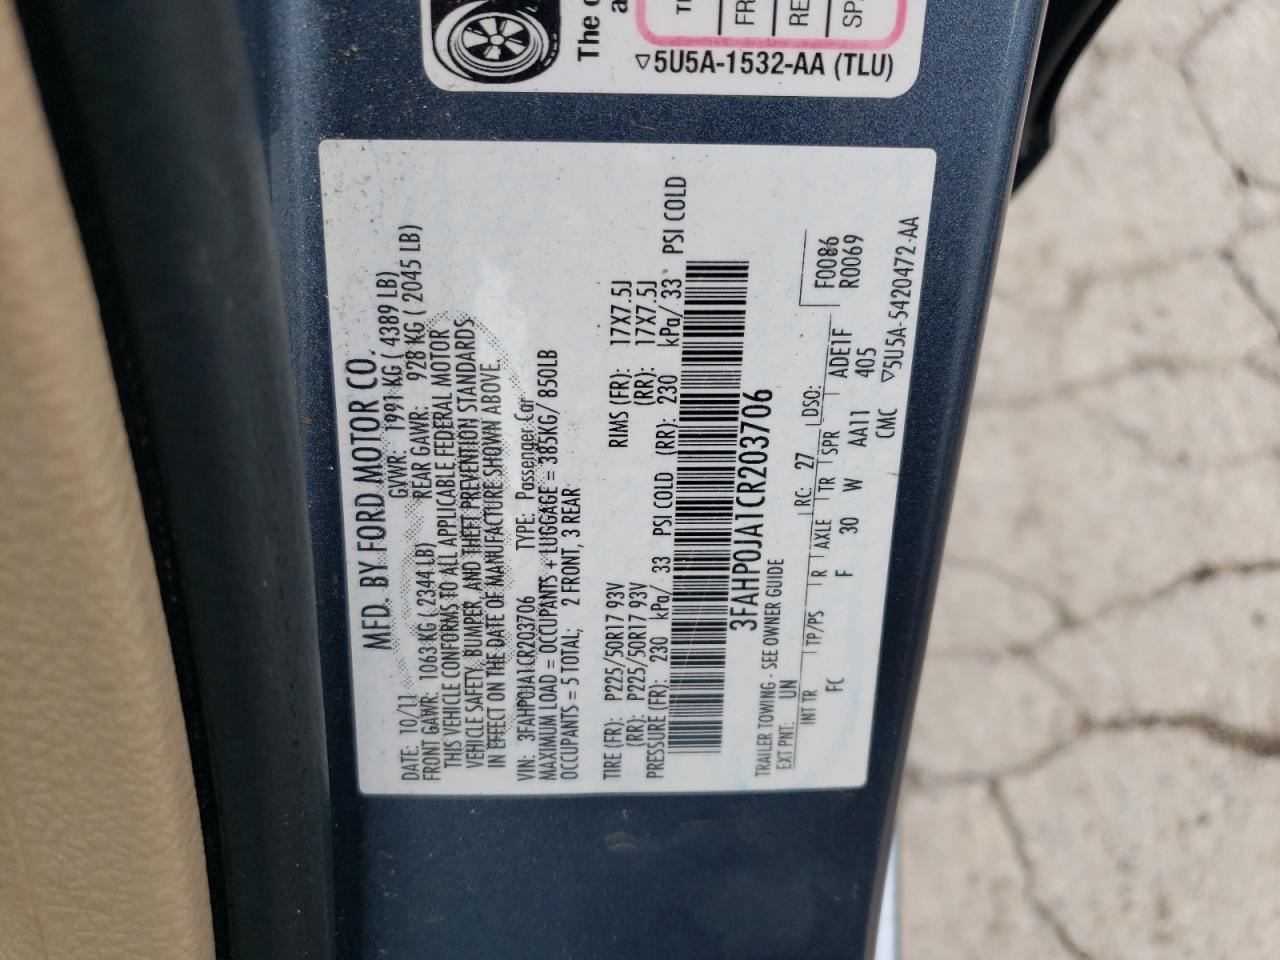 The
TI
FR
RE
SP
▽5U5A-1532-AA (TLU)
MFD. BY FORD MOTOR CO.
DATE: 10/11 GVWR: 1991 KG ( 4389 LB)
FRONT GAWR: 1063 KG ( 2344 LB) REAR GAWR: 928 KG ( 2045 LB)
THIS VEHICLE CONFORMS TO ALL APPLICABLE FEDERAL MOTOR
VEHICLE SAFETY, BUMPER, AND THEFT PREVENTION STANDARDS
IN EFFECT ON THE DATE OF MANUFACTURE SHOWN ABOVE.
VIN: 3FAHP0JA1CR203706 TYPE: Passenger Car
MAXIMUM LOAD = OCCUPANTS + LUGGAGE = 385KG/ 850LB
OCCUPANTS = 5 TOTAL; 2 FRONT, 3 REAR
TIRE (FR): P225/50R17 93V RIMS (FR): 17X7.5J
(RR): P225/50R17 93V (RR): 17X7.5J
PRESSURE (FR): 230 kPa/ 33 PSI COLD (RR): 230 kPa/ 33 PSI COLD
3FAHP0JA1CR203706
TRAILER TOWING - SEE OWNER GUIDE
EXT PNT: UN RC: 27 DSO: F0086
R0069
INT TR TP/PS R AXLE TR SPR ADE1F
FC F 30 W AA11 405
CMC ▽5U5A-5420472-AA